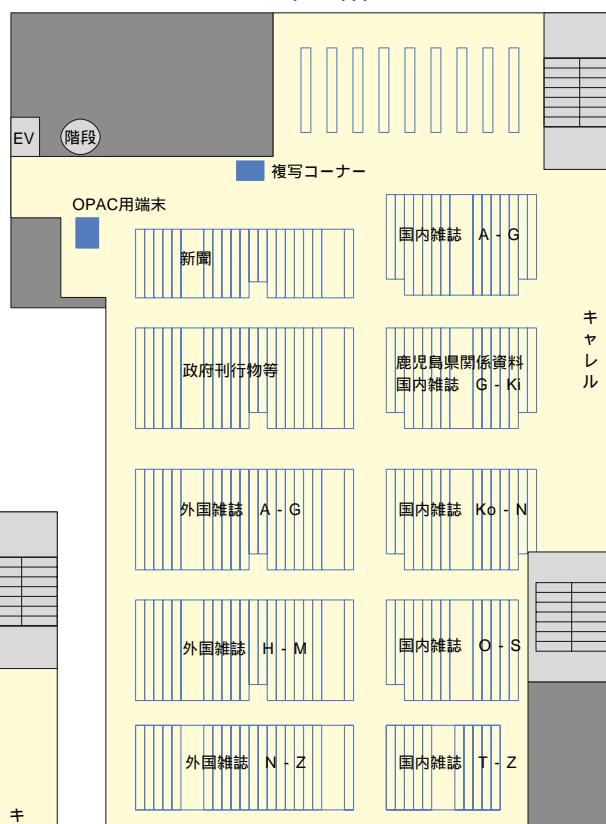 EV
階段
複写コーナー
OPAC用端末
新聞
国内雑誌 A - G
政府刊行物等
鹿児島県関係資料
国内雑誌 G - Ki
キャレル
外国雑誌 A - G
国内雑誌 Ko - N
外国雑誌 H - M
国内雑誌 O - S
外国雑誌 N - Z
国内雑誌 T - Z
キ